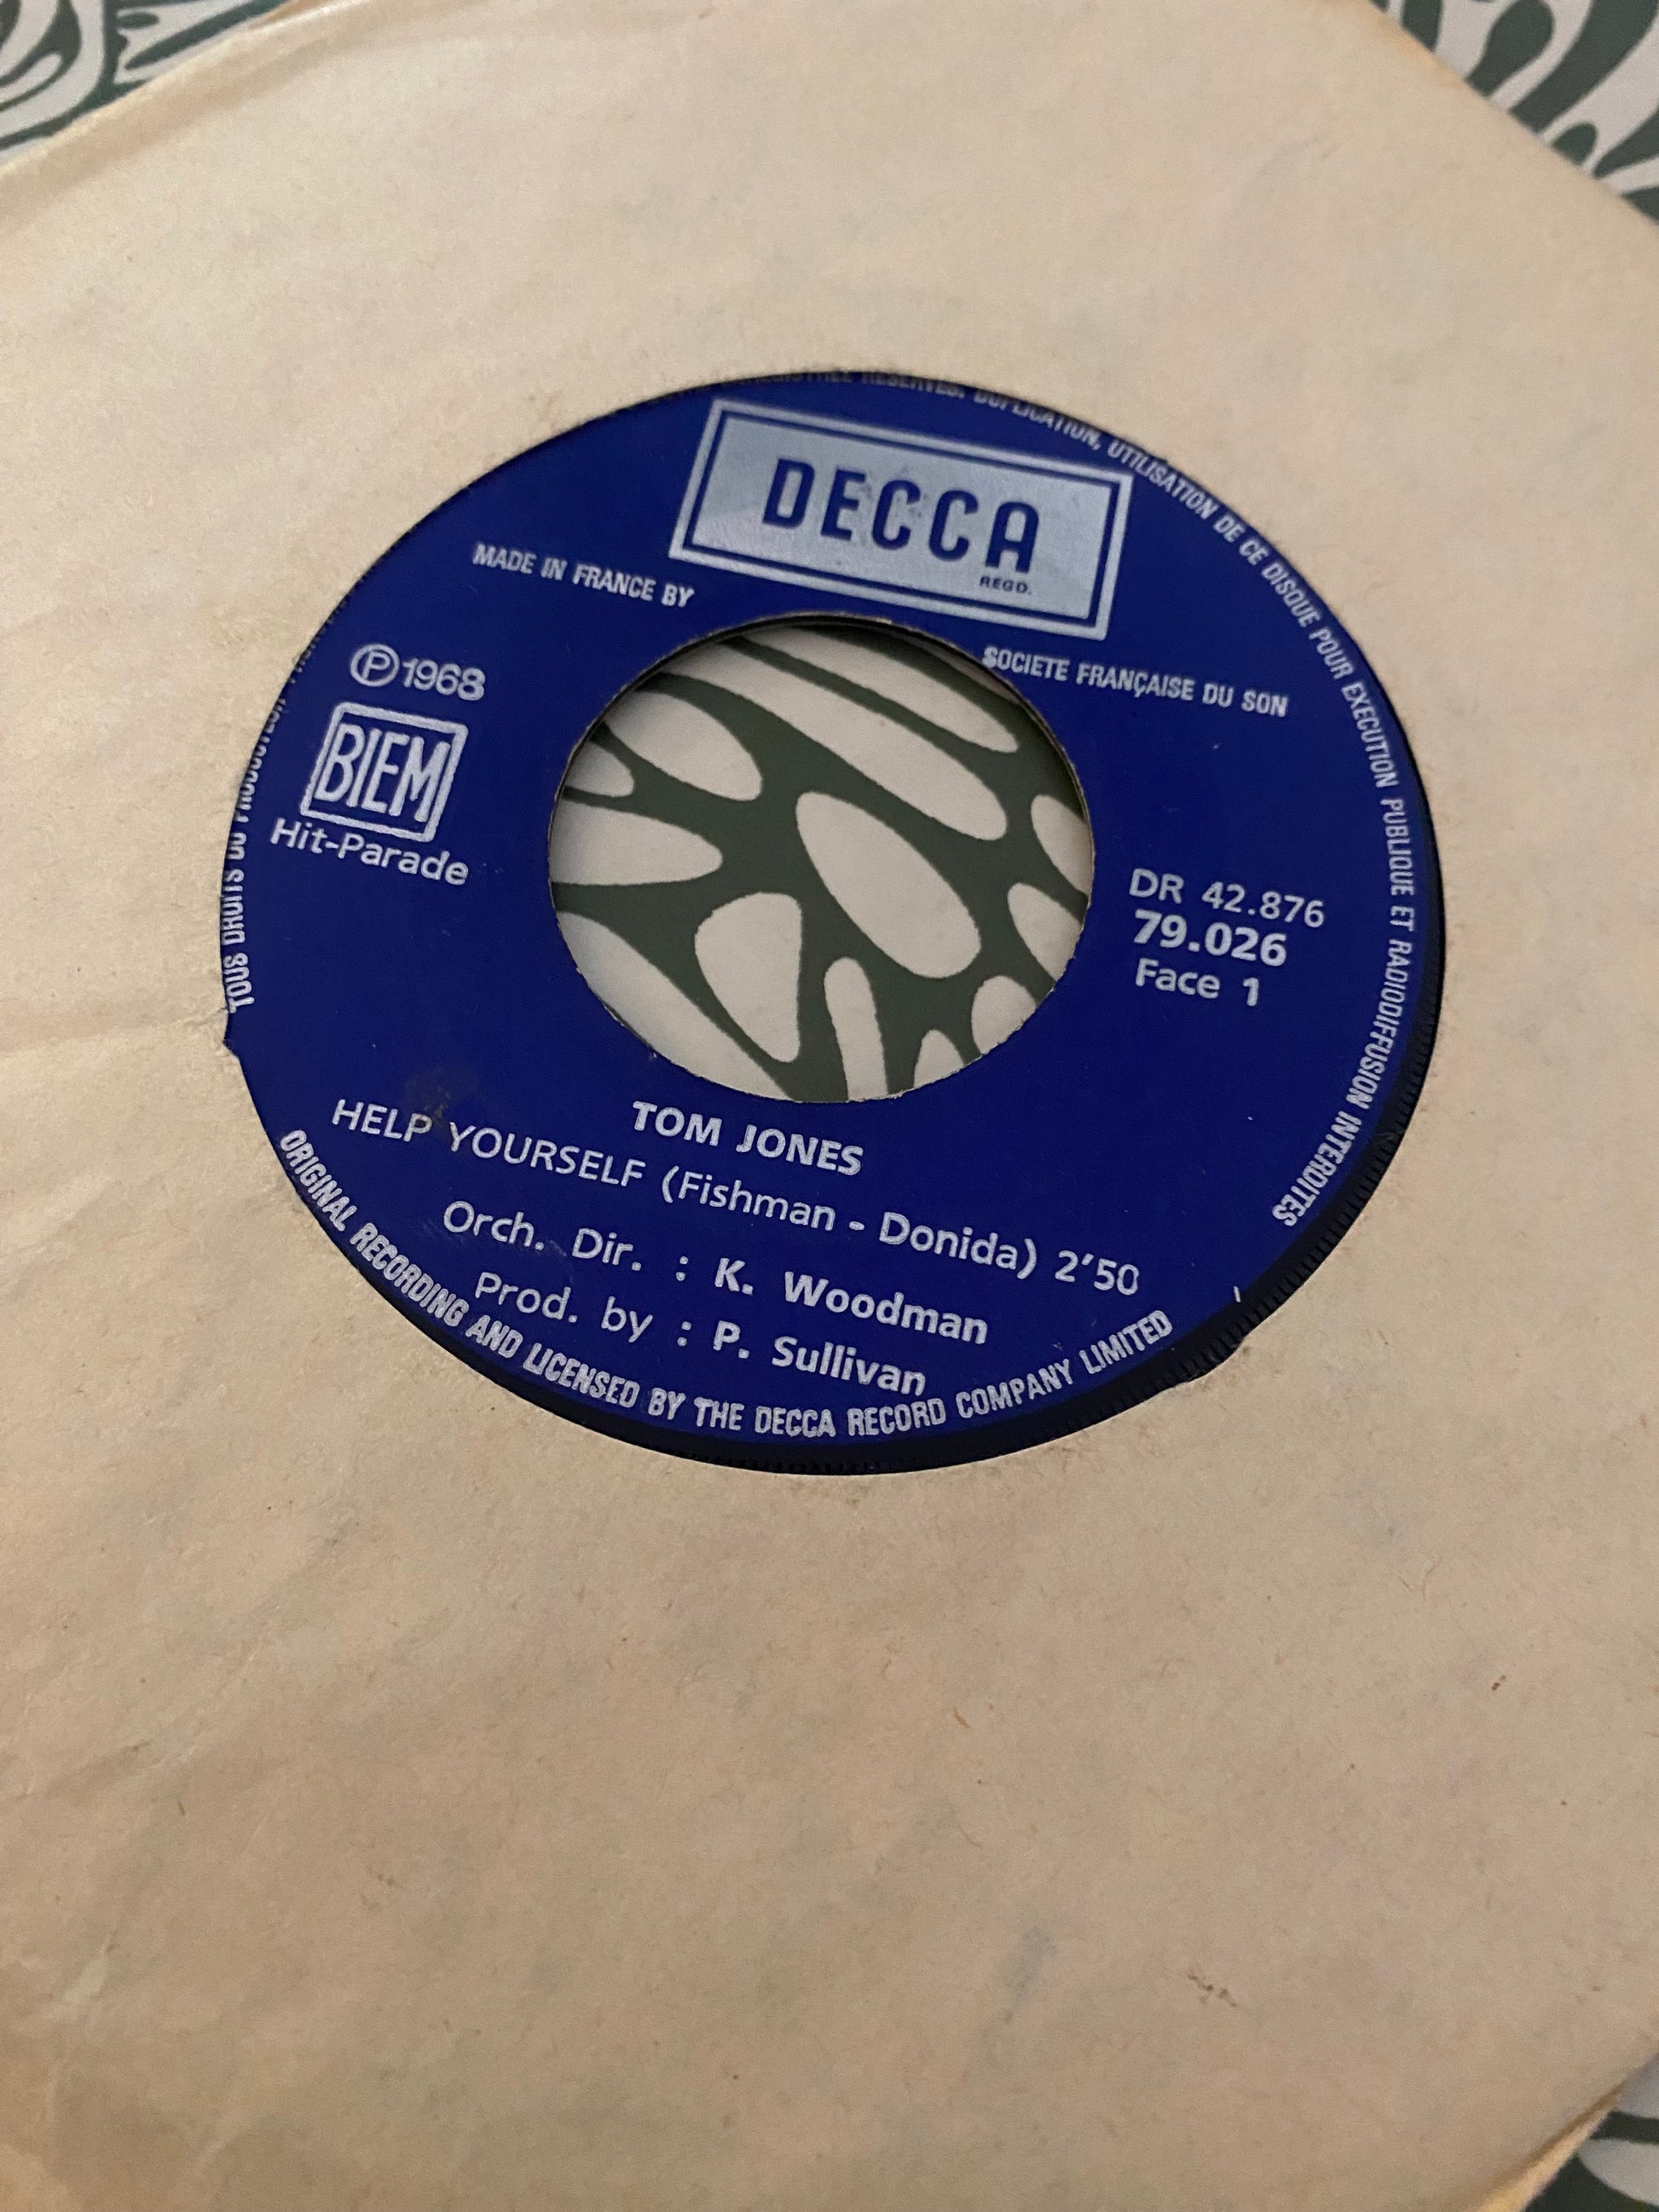 DECCA
REGD.
MADE IN FRANCE BY
SOCIETE FRANÇAISE DU SON
℗ 1968
BIEM
Hit-Parade
DR 42.876
79.026
Face 1
TOM JONES
HELP YOURSELF (Fishman - Donida) 2'50
Orch. Dir. : K. Woodman
Prod. by : P. Sullivan
ORIGINAL RECORDING AND LICENSED BY THE DECCA RECORD COMPANY LIMITED
TOUS DROITS DU RESERVES. DUPLICATION, UTILISATION DE CE DISQUE POUR EXECUTION PUBLIQUE ET RADIODIFFUSION INTERDITES